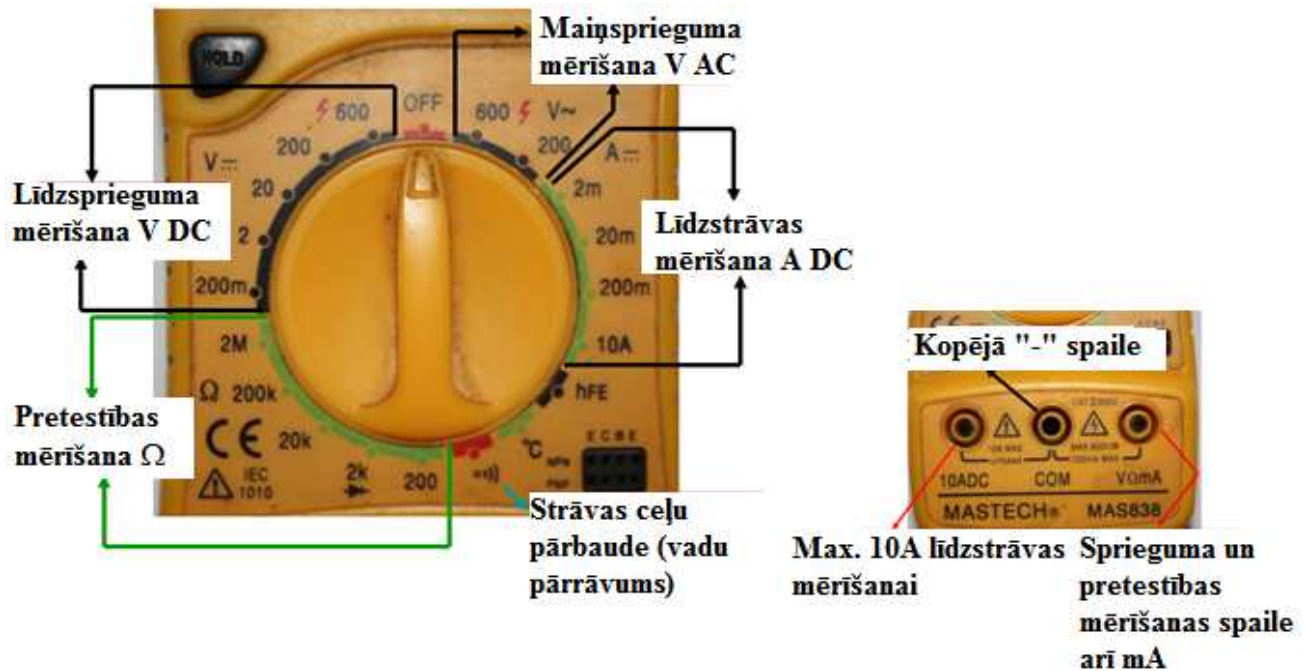 Maiņsprieguma
mērīšana V AC
HOLD
600 OFF 600 V~
200 200 A
V
20 2m
Līdzsprieguma
mērīšana V DC
2 20m
Līdzstrāvas
mērīšana A DC
200m 200m
2M 10A
Ω 200k hFE
Pretestības
mērīšana Ω
CE 20k °C
E C B E
NPN
PNP
IEC
1010
2k 200
Strāvas ceļu
pārbaude (vadu
pārrāvums)
Kopējā "-" spaile
10ADC COM VΩmA
MASTECH® MAS838
Max. 10A līdzstrāvas
mērīšanai
Sprieguma un
pretestības
mērīšanas spaile
arī mA